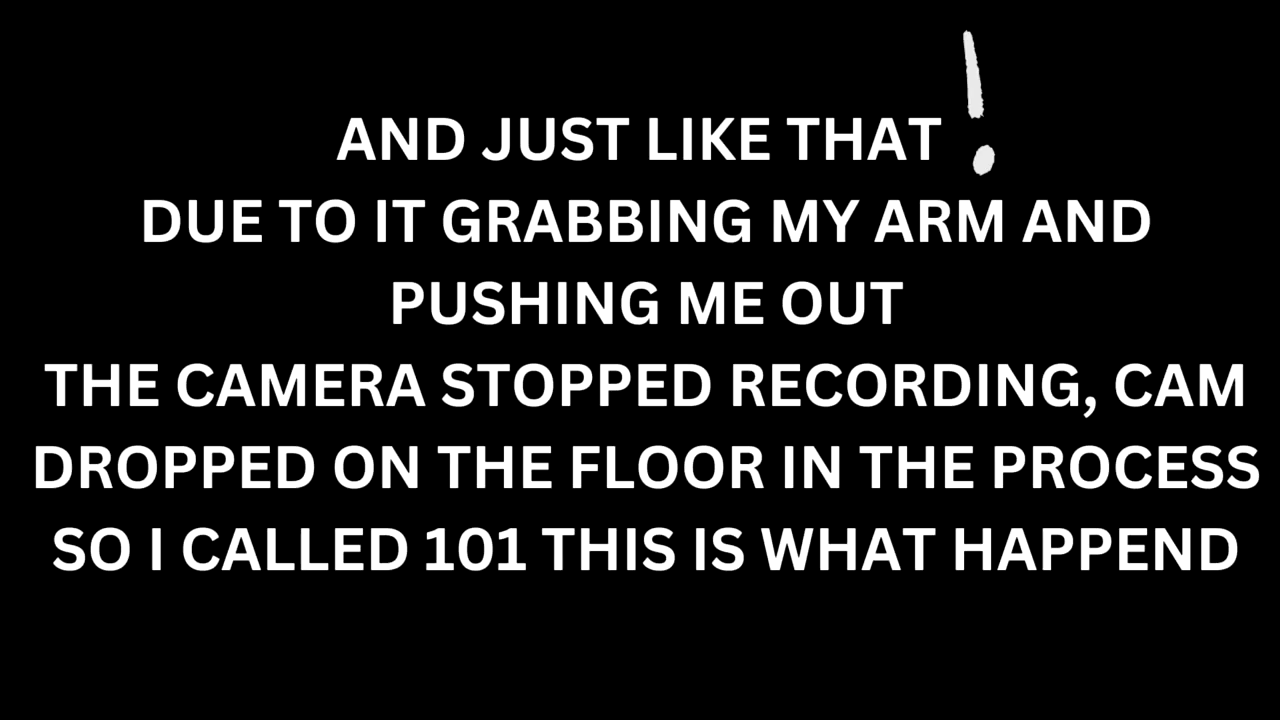 AND JUST LIKE THAT !
DUE TO IT GRABBING MY ARM AND
PUSHING ME OUT
THE CAMERA STOPPED RECORDING, CAM
DROPPED ON THE FLOOR IN THE PROCESS
SO I CALLED 101 THIS IS WHAT HAPPEND